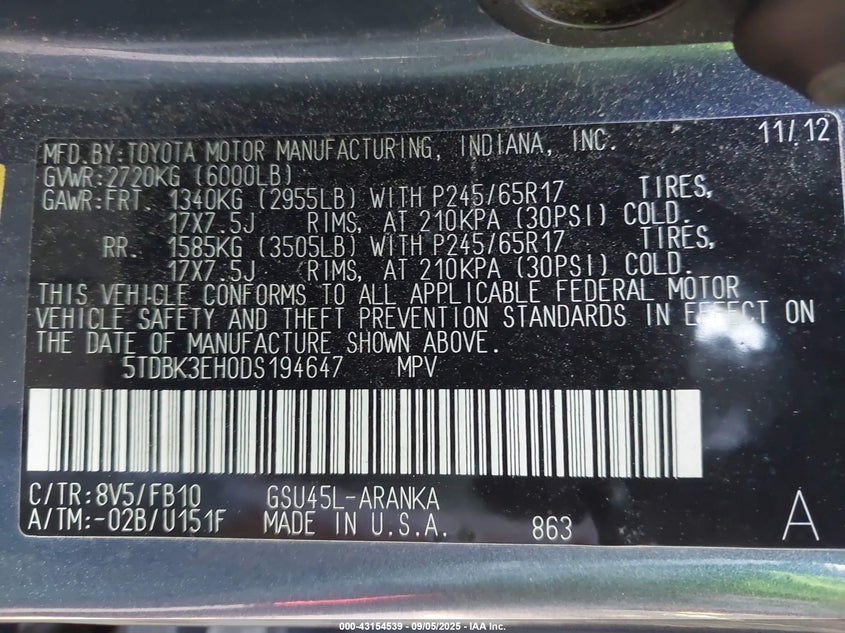 MFD.BY:TOYOTA MOTOR MANUFACTURING, INDIANA, INC. 11/12
GVWR:2720KG (6000LB)
GAWR:FRT. 1340KG (2955LB) WITH P245/65R17 TIRES,
17X7.5J RIMS, AT 210KPA (30PSI) COLD.
RR. 1585KG (3505LB) WITH P245/65R17 TIRES,
17X7.5J RIMS, AT 210KPA (30PSI) COLD.
THIS VEHICLE CONFORMS TO ALL APPLICABLE FEDERAL MOTOR
VEHICLE SAFETY AND THEFT PREVENTION STANDARDS IN EFFECT ON
THE DATE OF MANUFACTURE SHOWN ABOVE.
5TDBK3EH0DS194647 MPV
C/TR:8V5/FB10 GSU45L-ARANKA
A/TM:-02B/U151F MADE IN U.S.A. 863 A
000-43154539 - 09/05/2025 - IAA Inc.